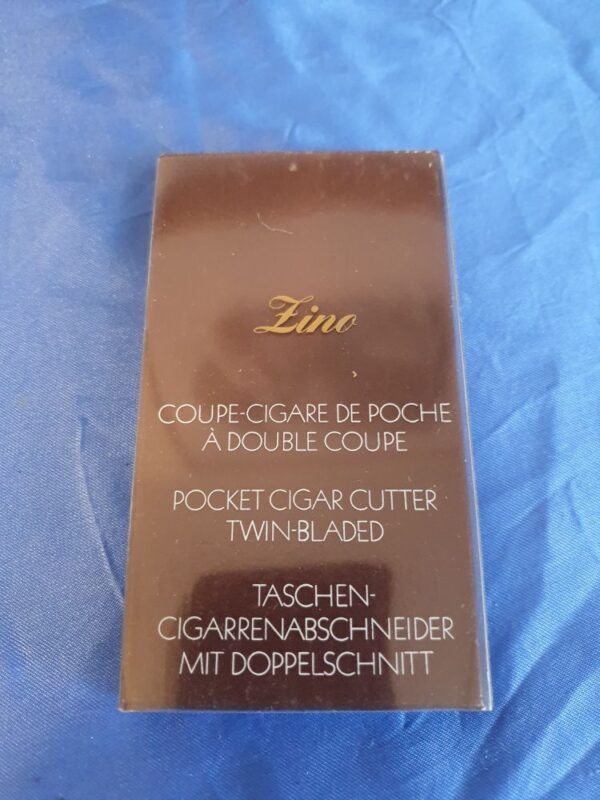 Zino
COUPE-CIGARE DE POCHE
À DOUBLE COUPE
POCKET CIGAR CUTTER
TWIN-BLADED
TASCHEN-
CIGARRENABSCHNEIDER
MIT DOPPELSCHNITT